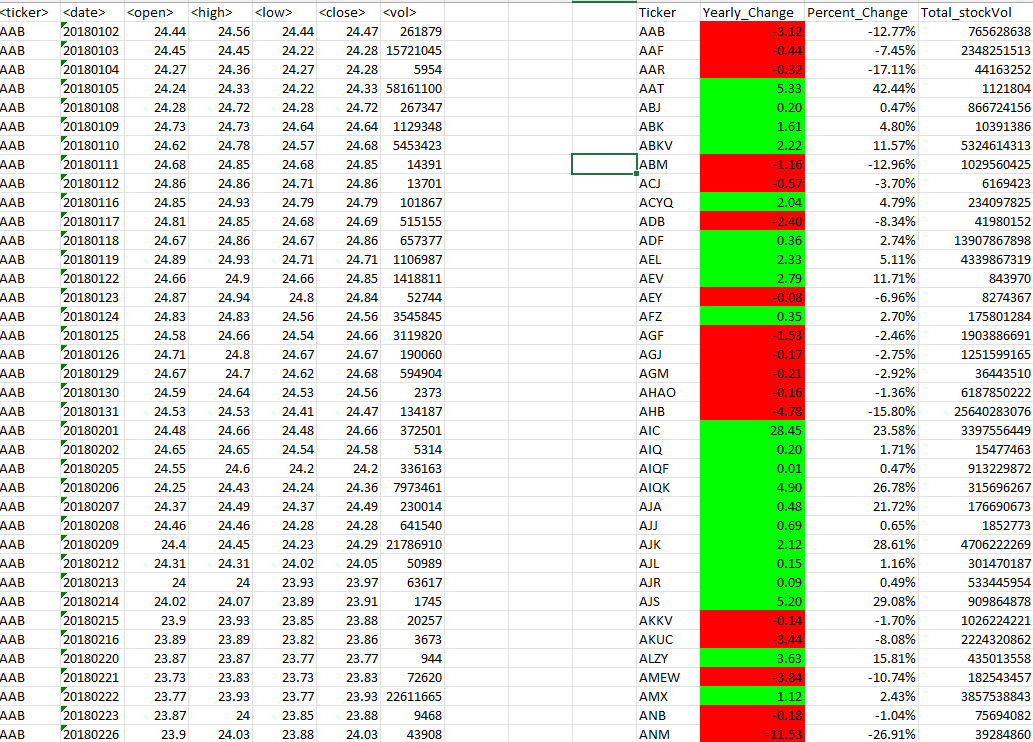 <ticker> <date> <open> <high> <low> <close> <vol> Ticker Yearly_Change Percent_Change Total_stockVol
AAB 20180102 24.44 24.56 24.44 24.47 261879 AAB -3.12 -12.77% 765628638
AAB 20180103 24.45 24.45 24.22 24.28 15721045 AAF -0.44 -7.45% 2348251513
AAB 20180104 24.27 24.36 24.27 24.28 5954 AAR -0.32 -17.11% 44163252
AAB 20180105 24.24 24.33 24.22 24.33 58161100 AAT 5.33 42.44% 1121804
AAB 20180108 24.28 24.72 24.28 24.72 267347 ABJ 0.20 0.47% 866724156
AAB 20180109 24.73 24.73 24.64 24.64 1129348 ABK 1.61 4.80% 10391386
AAB 20180110 24.62 24.78 24.57 24.68 5453423 ABKV 2.22 11.57% 5324614313
AAB 20180111 24.68 24.85 24.68 24.85 14391 ABM -1.16 -12.96% 1029560425
AAB 20180112 24.86 24.86 24.71 24.86 13701 ACJ -0.57 -3.70% 6169423
AAB 20180116 24.85 24.93 24.79 24.79 101867 ACYQ 2.04 4.79% 234097825
AAB 20180117 24.81 24.85 24.68 24.69 515155 ADB -2.40 -8.34% 41980152
AAB 20180118 24.67 24.86 24.67 24.86 657377 ADF 0.36 2.74% 13907867898
AAB 20180119 24.89 24.93 24.71 24.71 1106987 AEL 2.33 5.11% 4339867319
AAB 20180122 24.66 24.9 24.66 24.85 1418811 AEV 2.79 11.71% 843970
AAB 20180123 24.87 24.94 24.8 24.84 52744 AEY -0.08 -6.96% 8274367
AAB 20180124 24.83 24.83 24.56 24.56 3545845 AFZ 0.35 2.70% 175801284
AAB 20180125 24.58 24.66 24.54 24.66 3119820 AGF -1.53 -2.46% 1903886691
AAB 20180126 24.71 24.8 24.67 24.67 190060 AGJ -0.17 -2.75% 1251599165
AAB 20180129 24.67 24.7 24.62 24.68 594904 AGM -0.21 -2.92% 36443510
AAB 20180130 24.59 24.64 24.53 24.56 2373 AHAO -0.16 -1.36% 6187850222
AAB 20180131 24.53 24.53 24.41 24.47 134187 AHB -4.78 -15.80% 25640283076
AAB 20180201 24.48 24.66 24.48 24.66 372501 AIC 28.45 23.58% 3397556449
AAB 20180202 24.65 24.65 24.54 24.58 5314 AIQ 0.20 1.71% 15477463
AAB 20180205 24.55 24.6 24.2 24.2 336163 AIQF 0.01 0.47% 913229872
AAB 20180206 24.25 24.43 24.24 24.36 7973461 AIQK 4.90 26.78% 315696267
AAB 20180207 24.37 24.49 24.37 24.49 230014 AJA 0.48 21.72% 176690673
AAB 20180208 24.46 24.46 24.28 24.28 641540 AJJ 0.69 0.65% 1852773
AAB 20180209 24.4 24.45 24.23 24.29 21786910 AJK 2.12 28.61% 4706222269
AAB 20180212 24.31 24.31 24.02 24.05 50989 AJL 0.15 1.16% 301470187
AAB 20180213 24 24 23.93 23.97 63617 AJR 0.09 0.49% 533445954
AAB 20180214 24.02 24.07 23.89 23.91 1745 AJS 5.20 29.08% 909864878
AAB 20180215 23.9 23.93 23.85 23.88 20257 AKKV -0.14 -1.70% 1026224221
AAB 20180216 23.89 23.89 23.82 23.86 3673 AKUC -3.44 -8.08% 2224320862
AAB 20180220 23.87 23.87 23.77 23.77 944 ALZY 3.63 15.81% 435013558
AAB 20180221 23.73 23.83 23.73 23.83 72620 AMEW -3.84 -10.74% 182543457
AAB 20180222 23.77 23.93 23.77 23.93 22611665 AMX 1.12 2.43% 3857538843
AAB 20180223 23.87 24 23.85 23.88 9468 ANB -0.18 -1.04% 75694082
AAB 20180226 23.9 24.03 23.88 24.03 43908 ANM -11.53 -26.91% 39284860